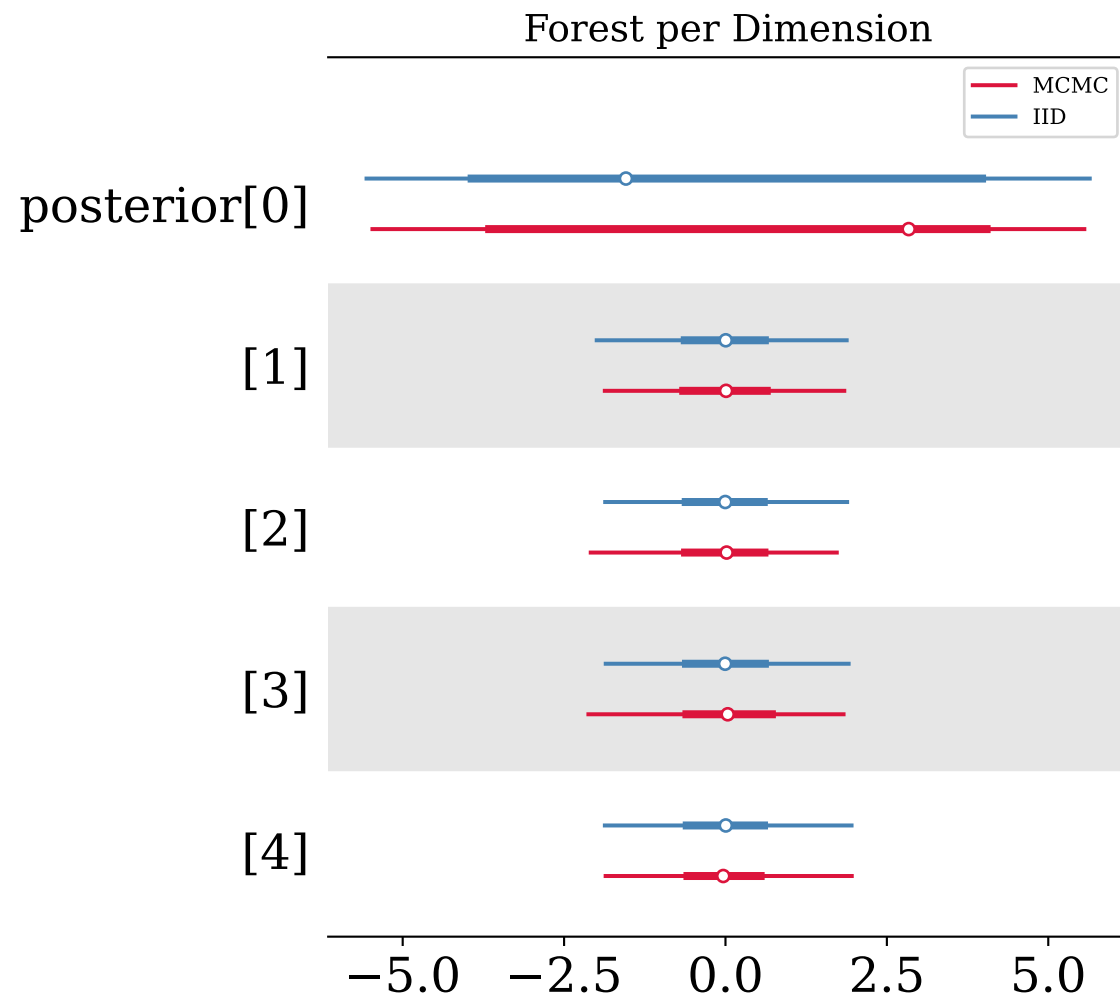 Forest per Dimension
MCMC
IID
posterior[0]
[1]
[2]
[3]
[4]
−5.0 −2.5 0.0 2.5 5.0